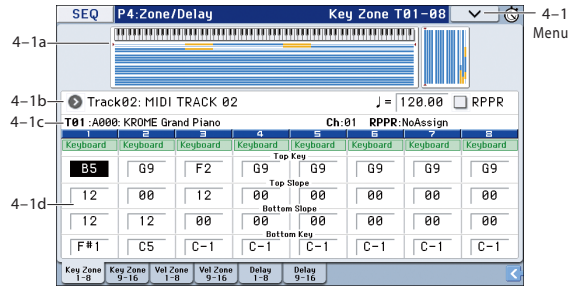 SEQ P4:Zone/Delay Key Zone T01-08
4-1
Menu
4-1a
4-1b Track02: MIDI TRACK 02 ♩= 120.00 RPPR
4-1c T01 :A000: KROME Grand Piano Ch:01 RPPR:NoAssign
1 2 3 4 5 6 7 8
Keyboard Keyboard Keyboard Keyboard Keyboard Keyboard Keyboard Keyboard
Top Key
B5 G9 F2 G9 G9 G9 G9 G9
Top Slope
4-1d 12 00 12 00 00 00 00 00
Bottom Slope
12 12 00 00 00 00 00 00
Bottom Key
F#1 C5 C-1 C-1 C-1 C-1 C-1 C-1
Key Zone 1-8 Key Zone 9-16 Vel Zone 1-8 Vel Zone 9-16 Delay 1-8 Delay 9-16